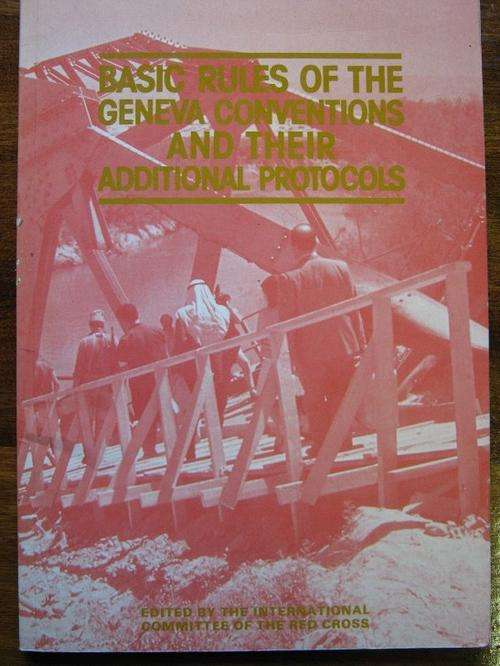 BASIC RULES OF THE
GENEVA CONVENTIONS
AND THEIR
ADDITIONAL PROTOCOLS
EDITED BY THE INTERNATIONAL
COMMITTEE OF THE RED CROSS